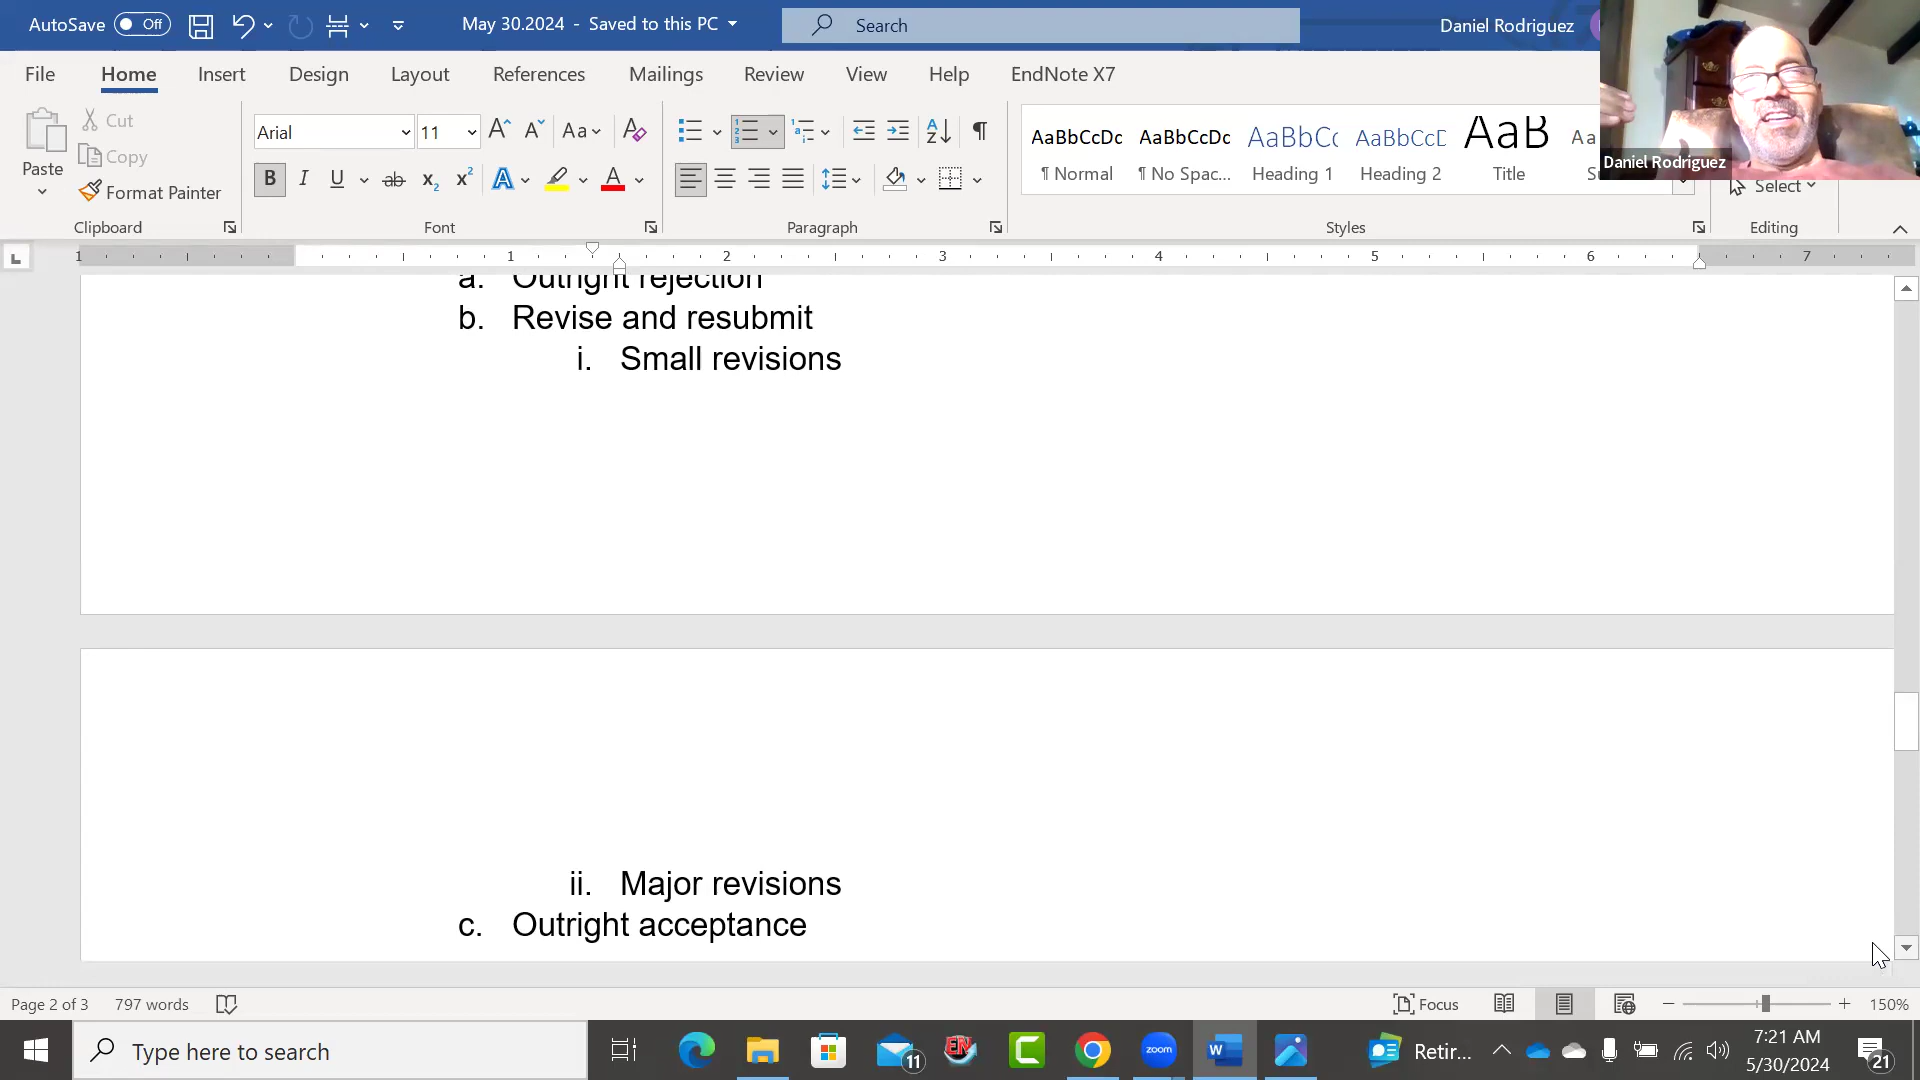 AutoSave Off May 30.2024 - Saved to this PC Search Daniel Rodriguez
File Home Insert Design Layout References Mailings Review View Help EndNote X7
Paste Cut Copy Format Painter
Arial 11
Clipboard Font Paragraph Styles Editing
AaBbCcDc AaBbCcDc AaBbCc AaBbCcD AaB Aa
¶ Normal ¶ No Spac... Heading 1 Heading 2 Title Su
Select
Daniel Rodriguez
1 1 2 3 4 5 6 7
a. Outright rejection
b. Revise and resubmit
i. Small revisions
ii. Major revisions
c. Outright acceptance
Page 2 of 3 797 words Focus 150%
Type here to search 11 EN zoom W Retir... 7:21 AM
5/30/2024 21